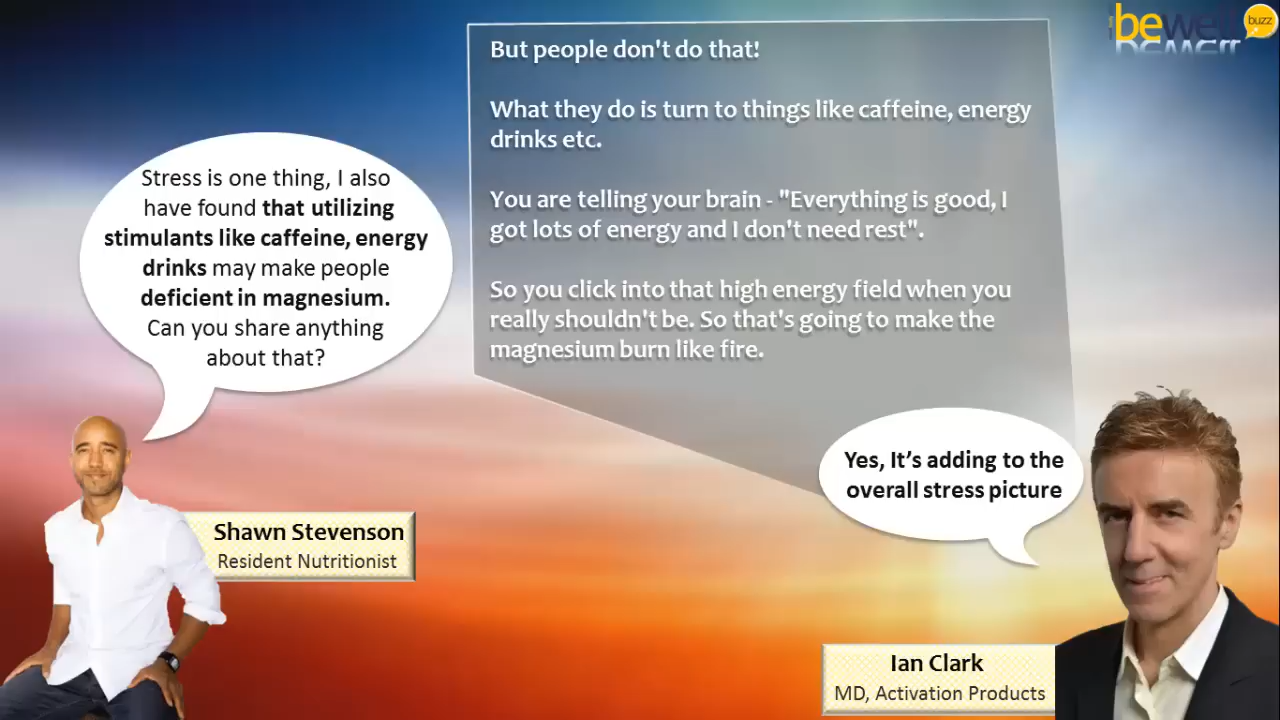 bewell buzz
But people don't do that!
What they do is turn to things like caffeine, energy
drinks etc.
You are telling your brain - "Everything is good, I
got lots of energy and I don't need rest".
So you click into that high energy field when you
really shouldn't be. So that's going to make the
magnesium burn like fire.
Stress is one thing, I also
have found that utilizing
stimulants like caffeine, energy
drinks may make people
deficient in magnesium.
Can you share anything
about that?
Yes, It’s adding to the
overall stress picture
Shawn Stevenson
Resident Nutritionist
Ian Clark
MD, Activation Products